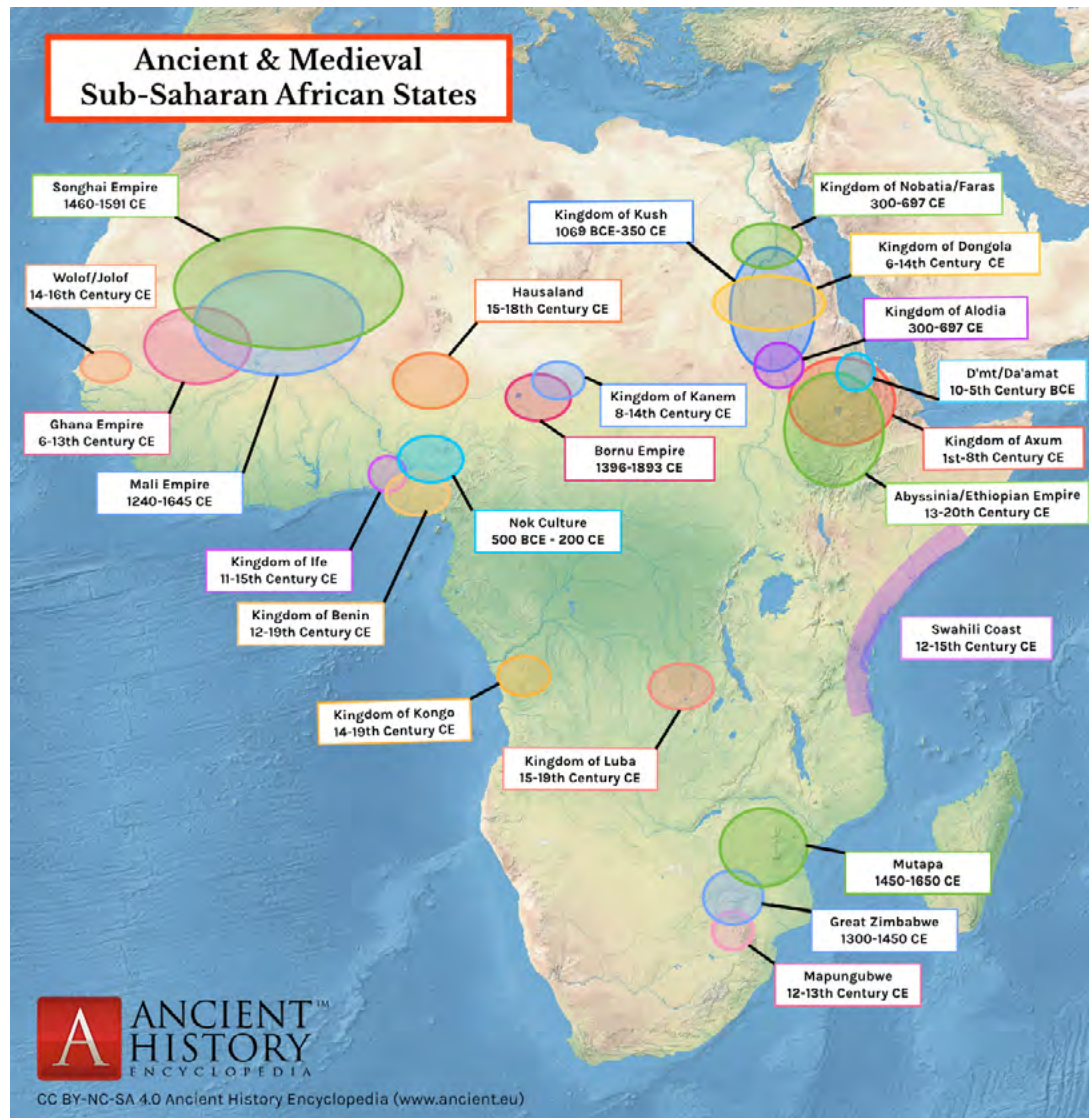 Ancient & Medieval
Sub-Saharan African States
Songhai Empire
1460-1591 CE
Kingdom of Nobatia/Faras
300-697 CE
Kingdom of Kush
1069 BCE-350 CE
Kingdom of Dongola
6-14th Century CE
Wolof/Jolof
14-16th Century CE
Hausaland
15-18th Century CE
Kingdom of Alodia
300-697 CE
D'mt/Da'amat
10-5th Century BCE
Kingdom of Kanem
8-14th Century CE
Ghana Empire
6-13th Century CE
Kingdom of Axum
1st-8th Century CE
Bornu Empire
1396-1893 CE
Mali Empire
1240-1645 CE
Abyssinia/Ethiopian Empire
13-20th Century CE
Nok Culture
500 BCE - 200 CE
Kingdom of Ife
11-15th Century CE
Kingdom of Benin
12-19th Century CE
Swahili Coast
12-15th Century CE
Kingdom of Kongo
14-19th Century CE
Kingdom of Luba
15-19th Century CE
Mutapa
1450-1650 CE
Great Zimbabwe
1300-1450 CE
Mapungubwe
12-13th Century CE
A
ANCIENT™
HISTORY
ENCYCLOPEDIA
CC BY-NC-SA 4.0 Ancient History Encyclopedia (www.ancient.eu)